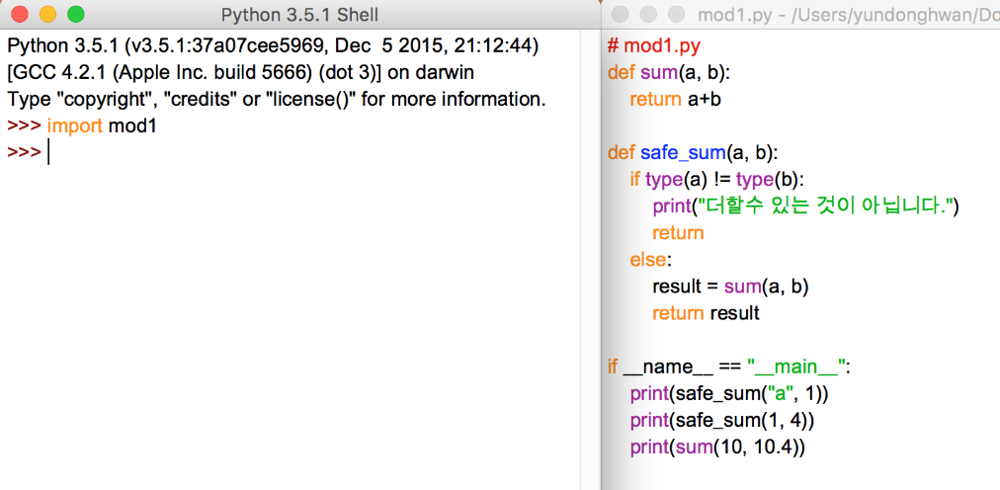 Python 3.5.1 Shell
Python 3.5.1 (v3.5.1:37a07cee5969, Dec  5 2015, 21:12:44)
[GCC 4.2.1 (Apple Inc. build 5666) (dot 3)] on darwin
Type "copyright", "credits" or "license()" for more information.
>>> import mod1
>>>
mod1.py - /Users/yundonghwan/Do
# mod1.py
def sum(a, b):
    return a+b

def safe_sum(a, b):
    if type(a) != type(b):
        print("더할수 있는 것이 아닙니다.")
        return
    else:
        result = sum(a, b)
        return result

if __name__ == "__main__":
    print(safe_sum("a", 1))
    print(safe_sum(1, 4))
    print(sum(10, 10.4))